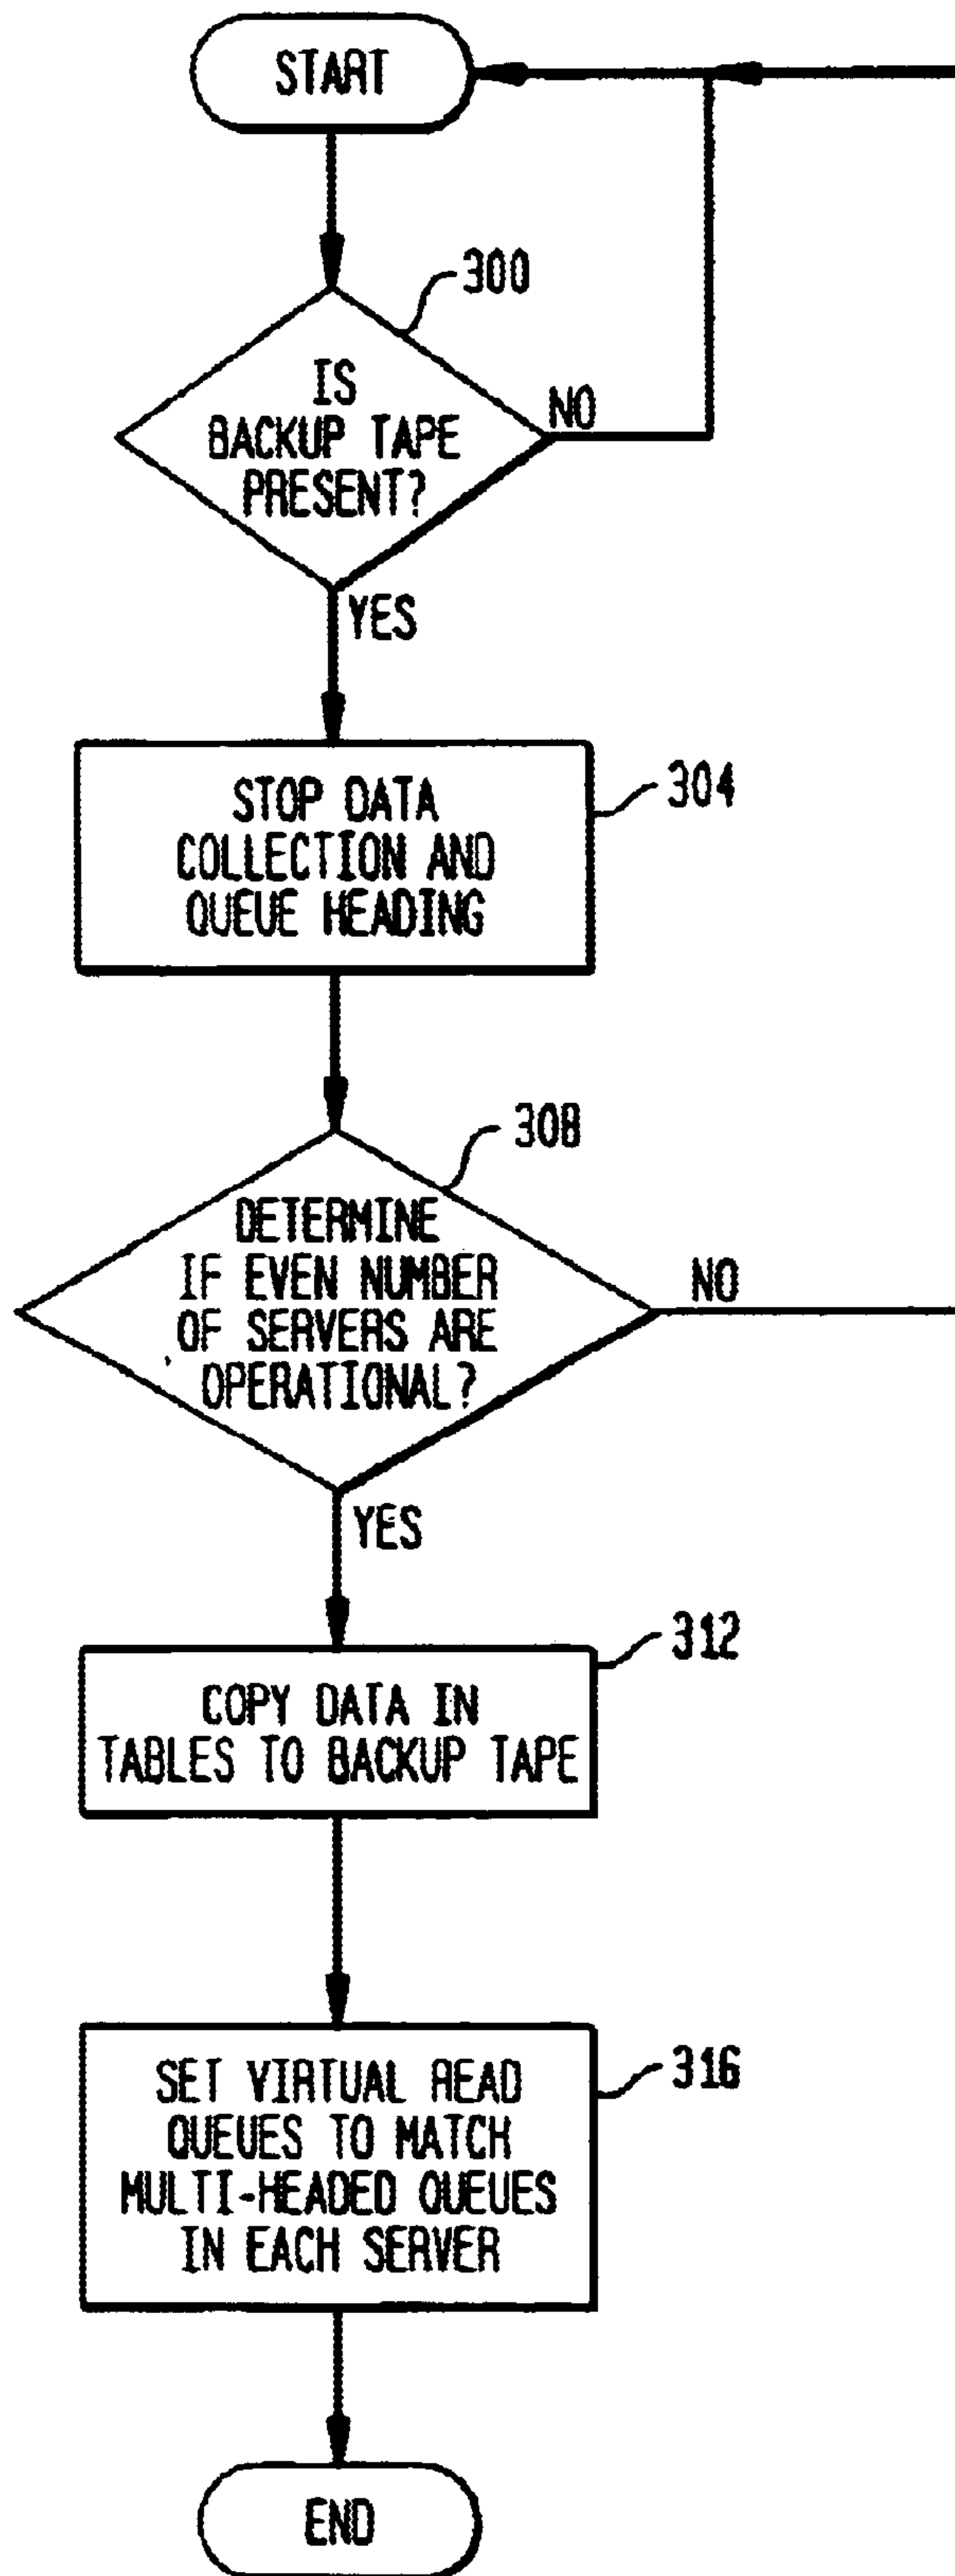 START
300
IS
BACKUP TAPE
PRESENT?
NO
YES
STOP DATA
COLLECTION AND
QUEUE HEADING
304
308
DETERMINE
IF EVEN NUMBER
OF SERVERS ARE
OPERATIONAL?
NO
YES
312
COPY DATA IN
TABLES TO BACKUP TAPE
316
SET VIRTUAL READ
QUEUES TO MATCH
MULTI-HEADED QUEUES
IN EACH SERVER
END